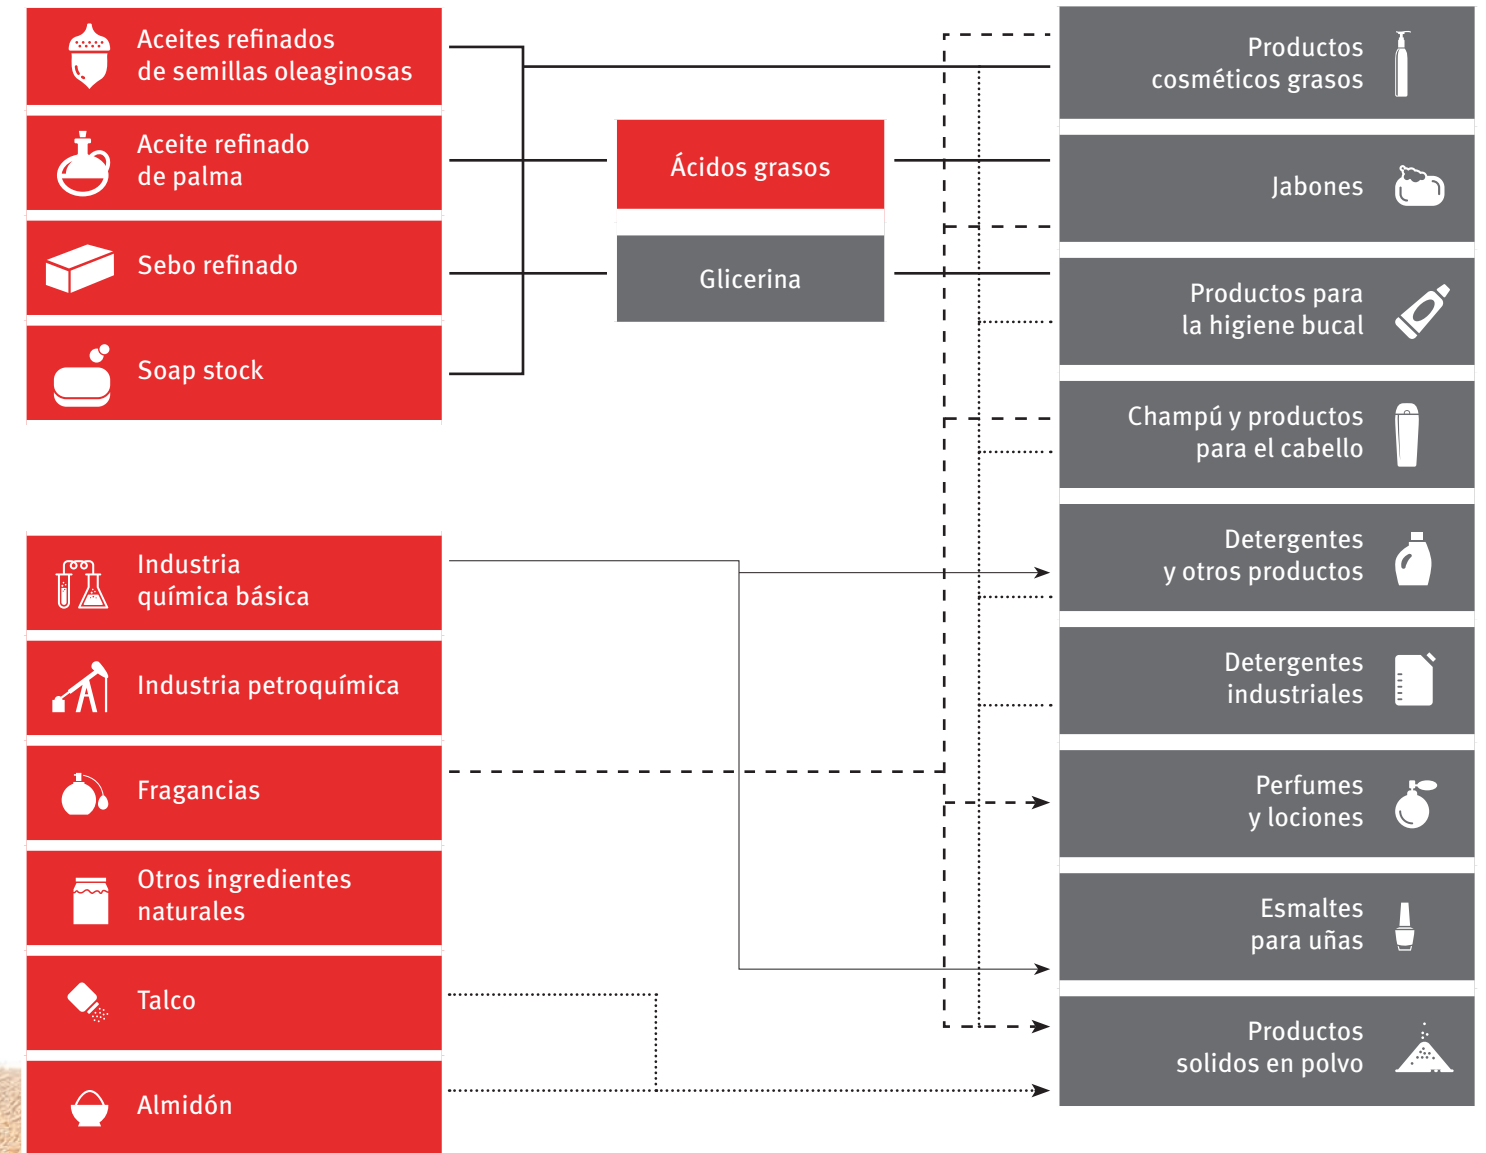 Aceites refinados
de semillas oleaginosas
Aceite refinado
de palma
Sebo refinado
Soap stock
Ácidos grasos
Glicerina
Industria
química básica
Industria petroquímica
Fragancias
Otros ingredientes
naturales
Talco
Almidón
Productos
cosméticos grasos
Jabones
Productos para
la higiene bucal
Champú y productos
para el cabello
Detergentes
y otros productos
Detergentes
industriales
Perfumes
y lociones
Esmaltes
para uñas
Productos
solidos en polvo